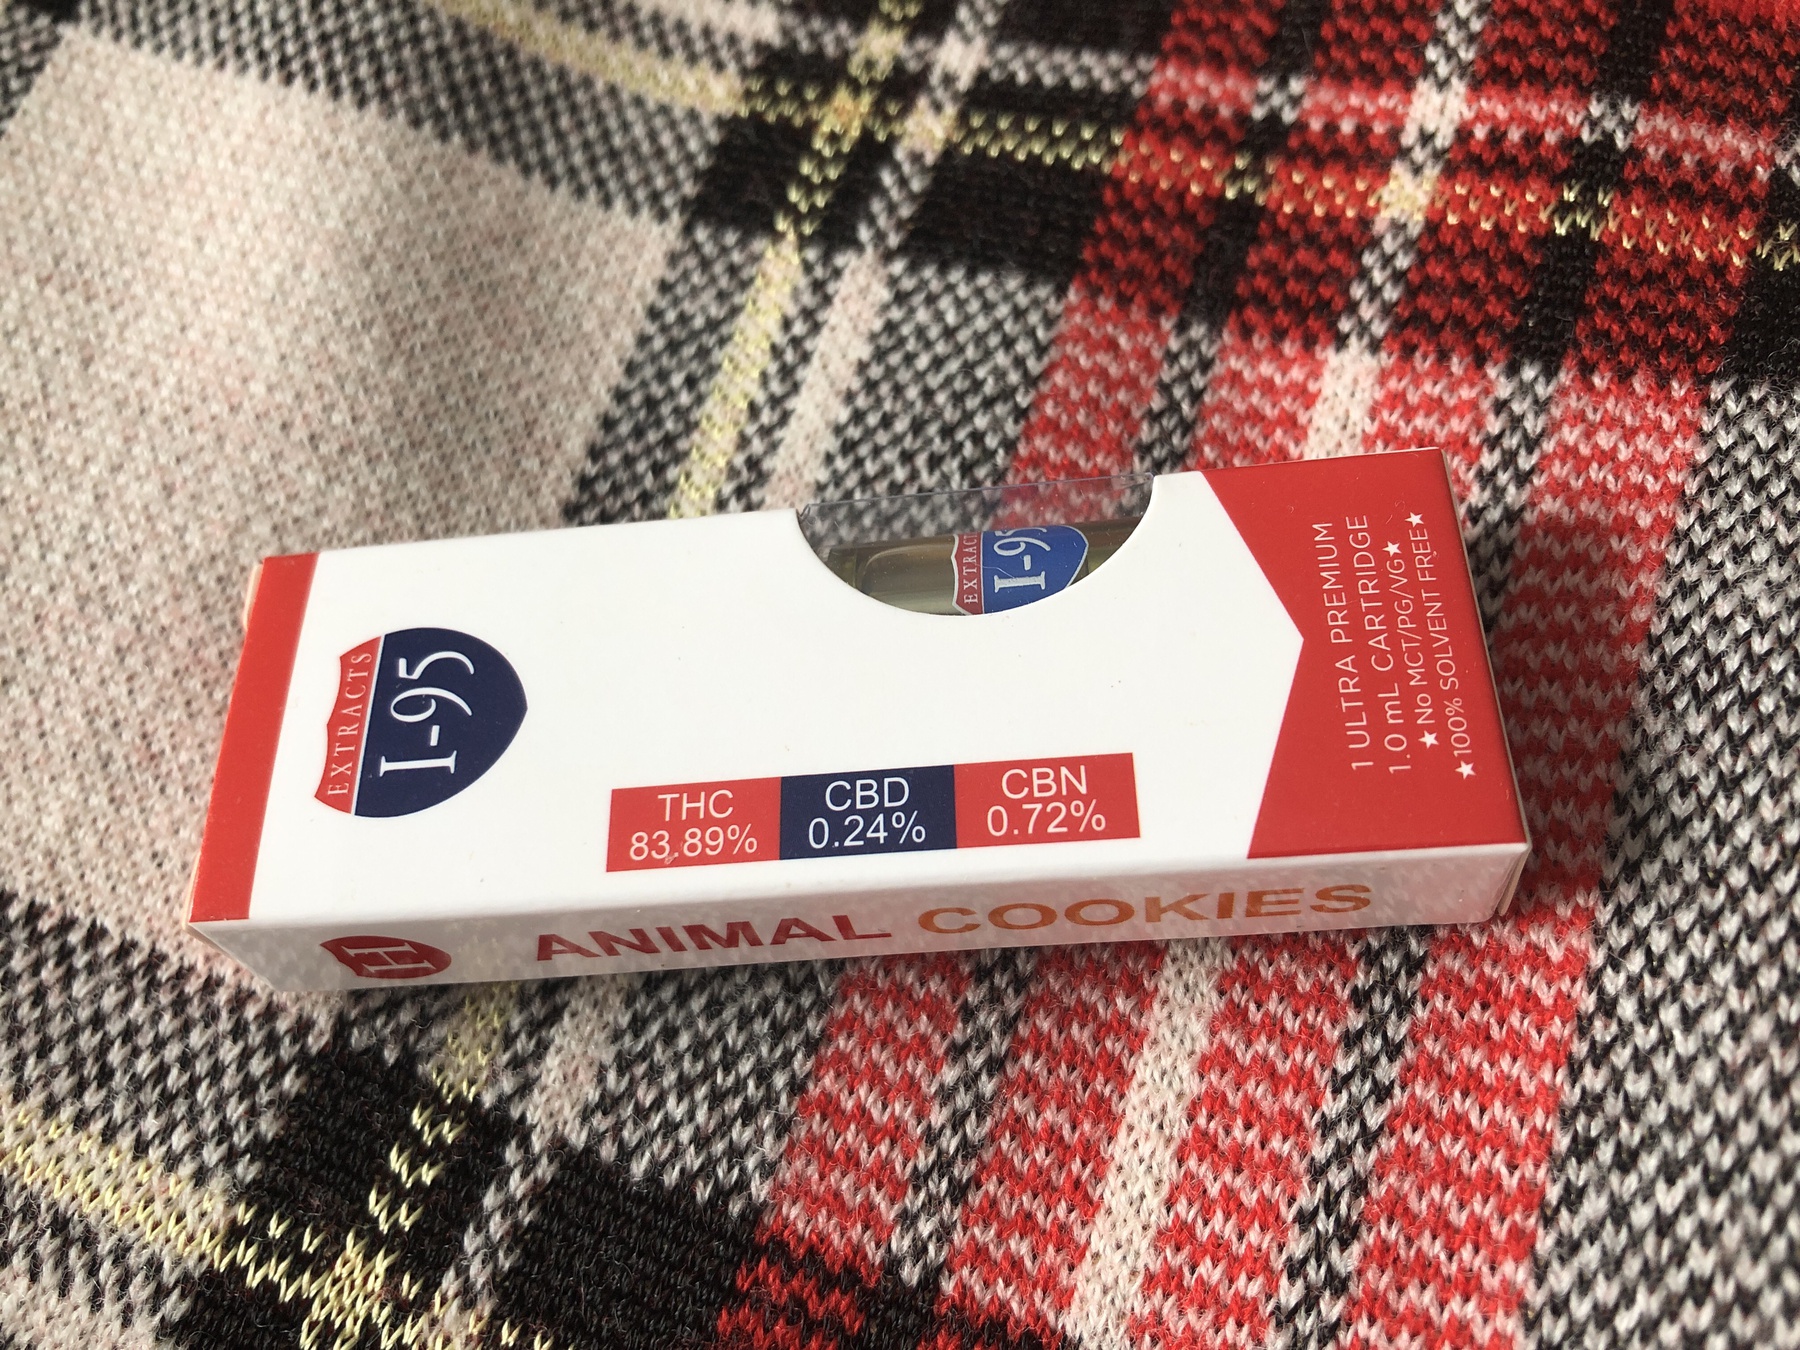 EXTRACTS
I-95
EXTRACTS
I-95
THC
83.89%
CBD
0.24%
CBN
0.72%
1 ULTRA PREMIUM
1.0 mL CARTRIDGE
★No MCT/PG/VG★
★100% SOLVENT FREE★
H ANIMAL COOKIES